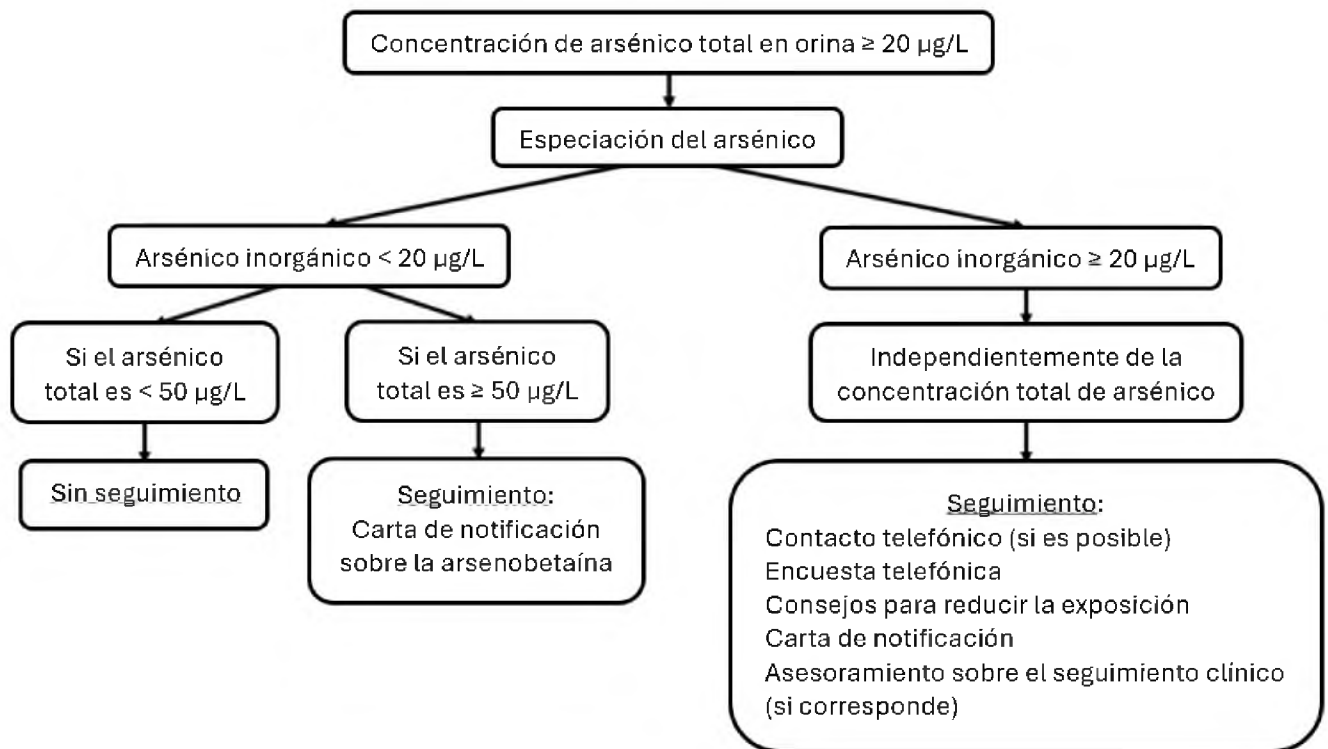 Concentración de arsénico total en orina ≥ 20 µg/L
Especiación del arsénico
Arsénico inorgánico < 20 µg/L
Arsénico inorgánico ≥ 20 µg/L
Si el arsénico
total es < 50 µg/L
Si el arsénico
total es ≥ 50 µg/L
Independientemente de la
concentración total de arsénico
Sin seguimiento
Seguimiento:
Carta de notificación
sobre la arsenobetaína
Seguimiento:
Contacto telefónico (si es posible)
Encuesta telefónica
Consejos para reducir la exposición
Carta de notificación
Asesoramiento sobre el seguimiento clínico
(si corresponde)